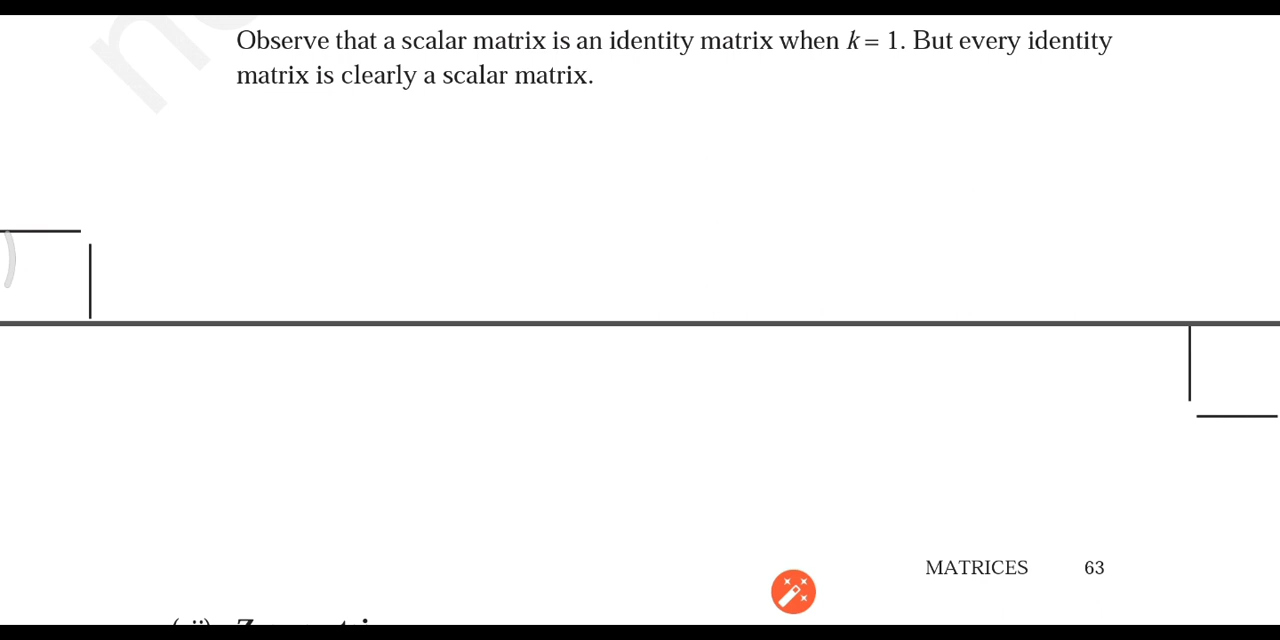 Observe that a scalar matrix is an identity matrix when k = 1. But every identity
matrix is clearly a scalar matrix.
MATRICES 63